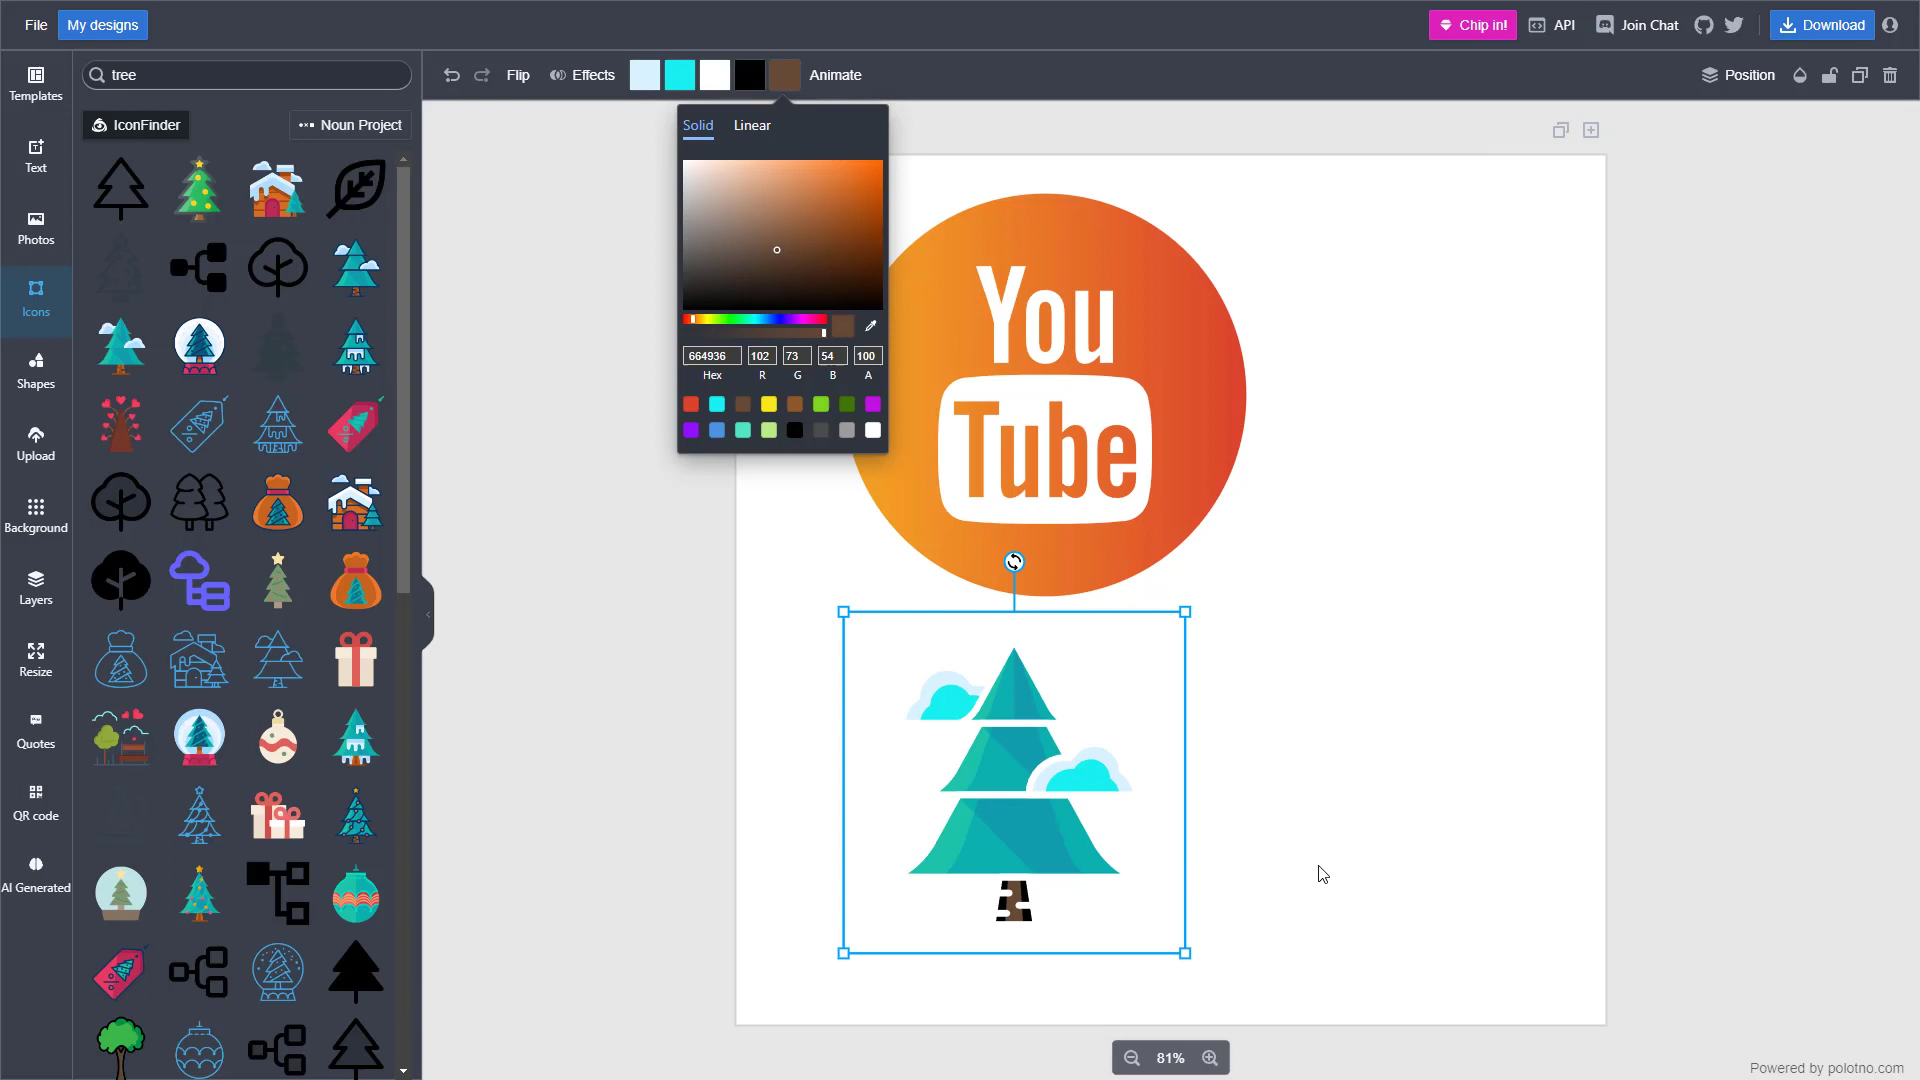 File My designs Chip in! API Join Chat Download
tree Flip Effects Animate Position
Templates
IconFinder Noun Project
Solid Linear
Text
Photos
Icons
Shapes
Upload
Background
Layers
Resize
Quotes
QR code
AI Generated
664936 102 73 54 100
Hex R G B A
You
Tube
81%
Powered by polotno.com